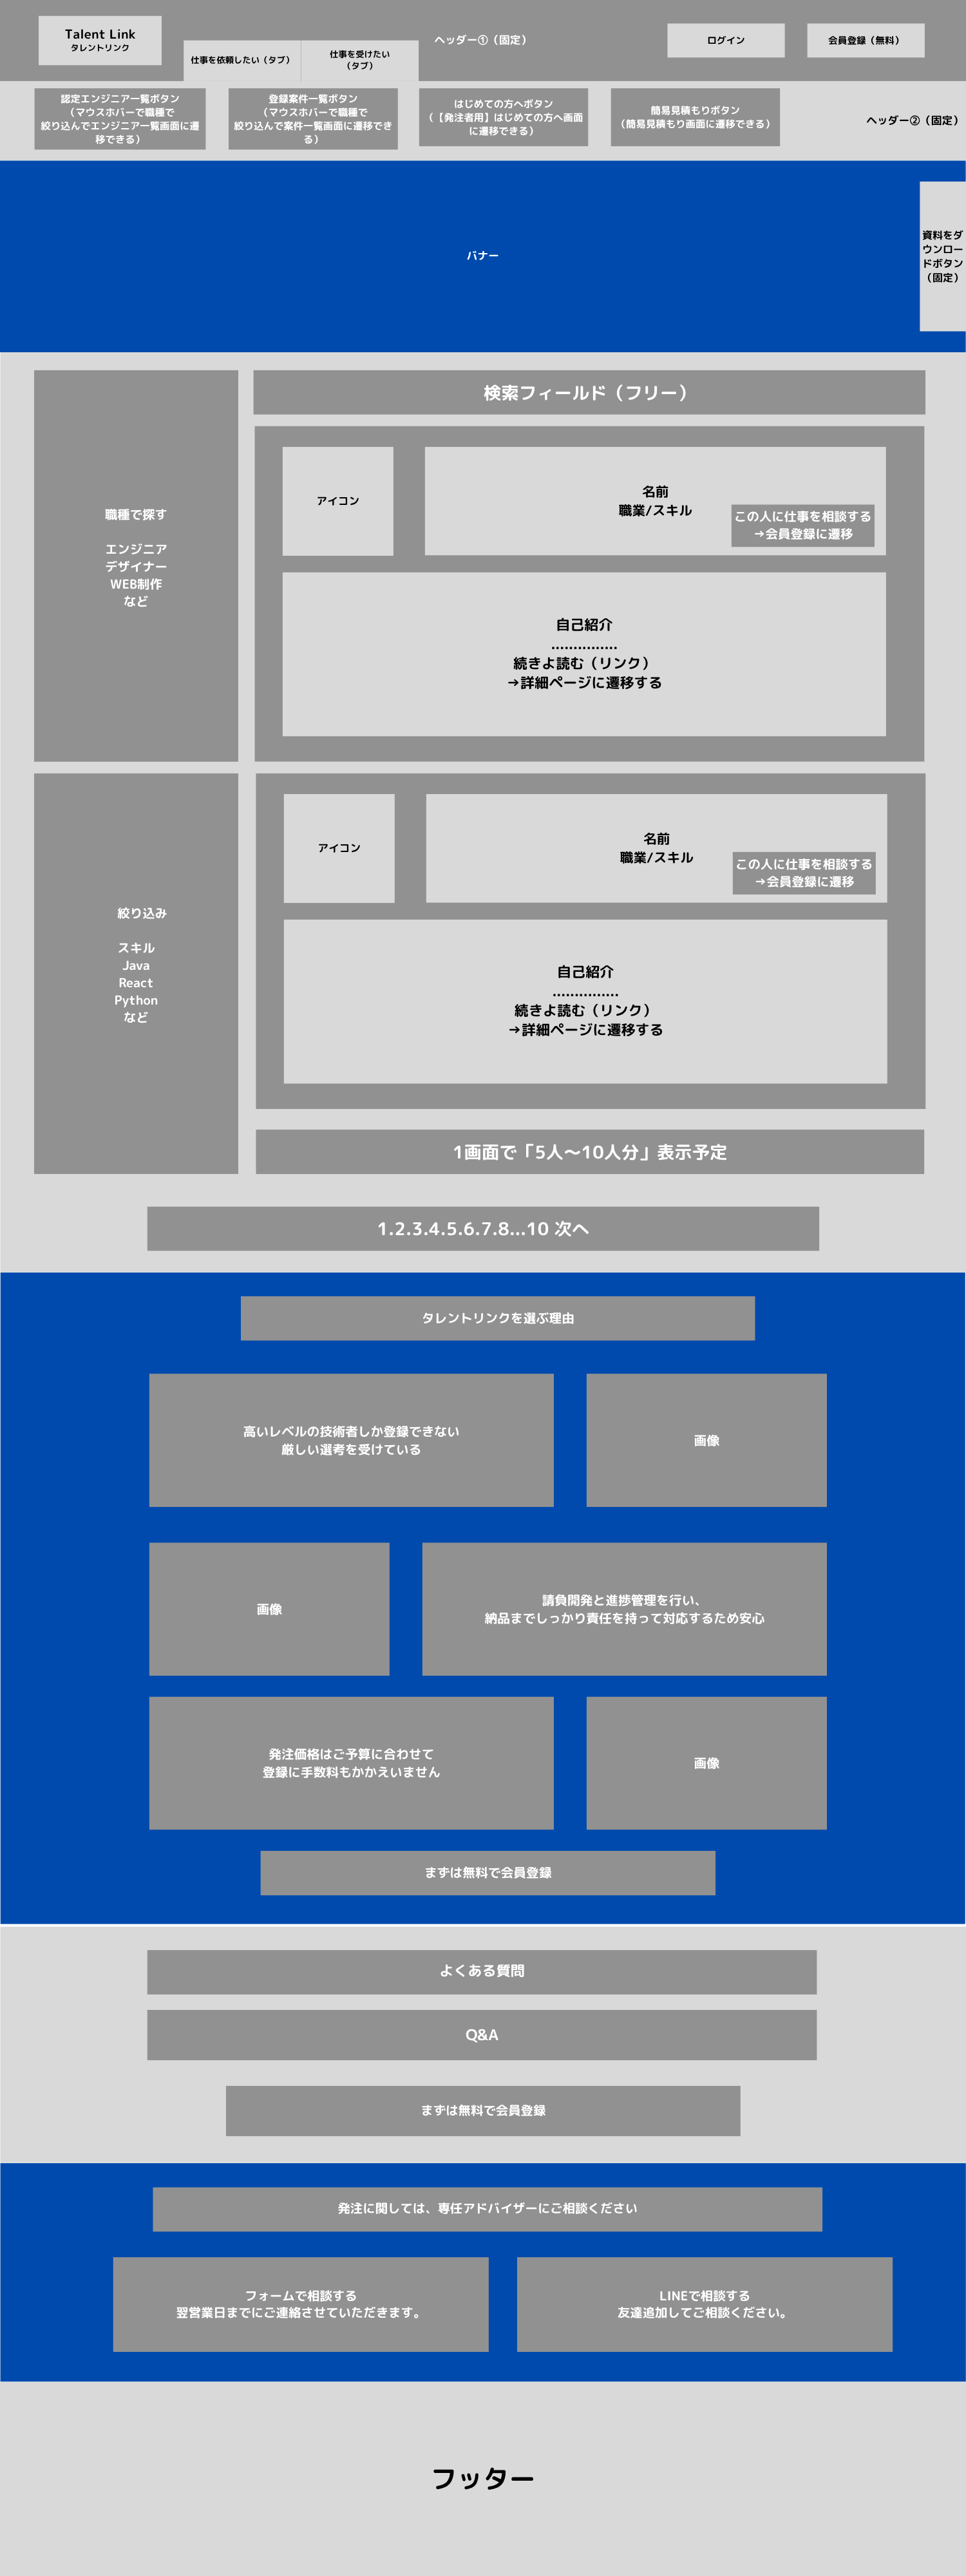 Talent Link
タレントリンク
仕事を依頼したい（タブ）
仕事を受けたい
（タブ）
ヘッダー①（固定）
ログイン
会員登録（無料）
認定エンジニア一覧ボタン
（マウスホバーで職種で
絞り込んでエンジニア一覧画面に遷
移できる）
登録案件一覧ボタン
（マウスホバーで職種で
絞り込んで案件一覧画面に遷移でき
る）
はじめての方へボタン
（【発注者用】はじめての方へ画面
に遷移できる）
簡易見積もりボタン
（簡易見積もり画面に遷移できる）
ヘッダー②（固定）
バナー
資料をダ
ウンロー
ドボタン
（固定）
職種で探す
エンジニア
デザイナー
WEB制作
など
検索フィールド（フリー）
アイコン
名前
職業/スキル
この人に仕事を相談する
→会員登録に遷移
自己紹介
...............
続きよ読む（リンク）
→詳細ページに遷移する
絞り込み
スキル
Java
React
Python
など
アイコン
名前
職業/スキル
この人に仕事を相談する
→会員登録に遷移
自己紹介
...............
続きよ読む（リンク）
→詳細ページに遷移する
1画面で「5人〜10人分」表示予定
1.2.3.4.5.6.7.8...10 次へ
タレントリンクを選ぶ理由
高いレベルの技術者しか登録できない
厳しい選考を受けている
画像
画像
請負開発と進捗管理を行い、
納品までしっかり責任を持って対応するため安心
発注価格はご予算に合わせて
登録に手数料もかかえいません
画像
まずは無料で会員登録
よくある質問
Q&A
まずは無料で会員登録
発注に関しては、専任アドバイザーにご相談ください
フォームで相談する
翌営業日までにご連絡させていただきます。
LINEで相談する
友達追加してご相談ください。
フッター